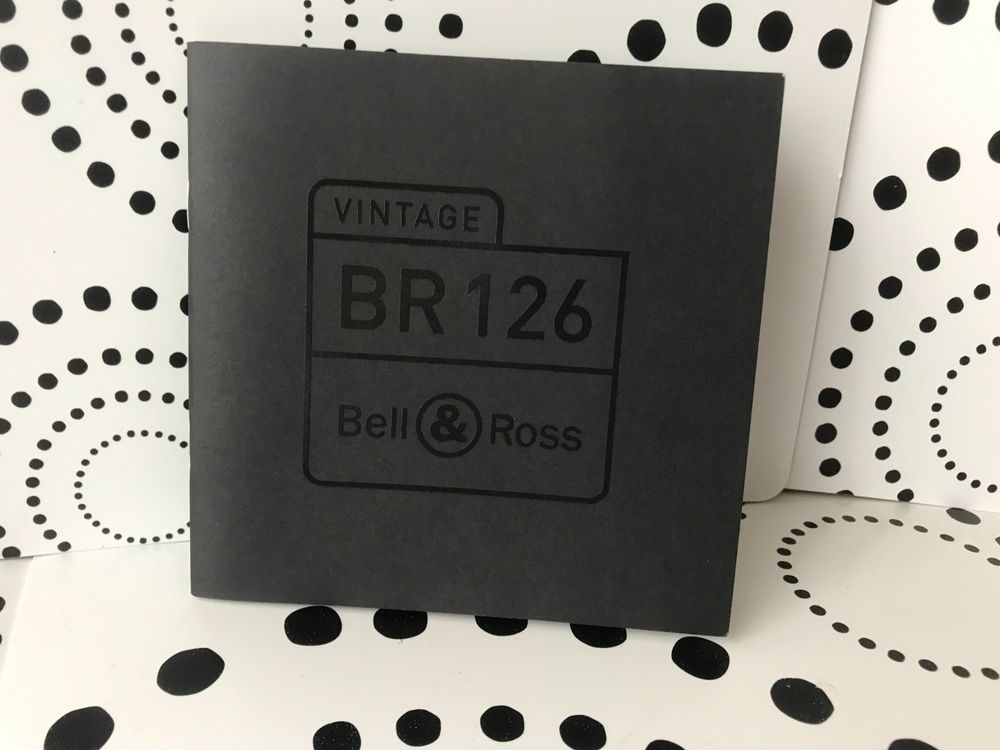 VINTAGE
BR 126
Bell & Ross